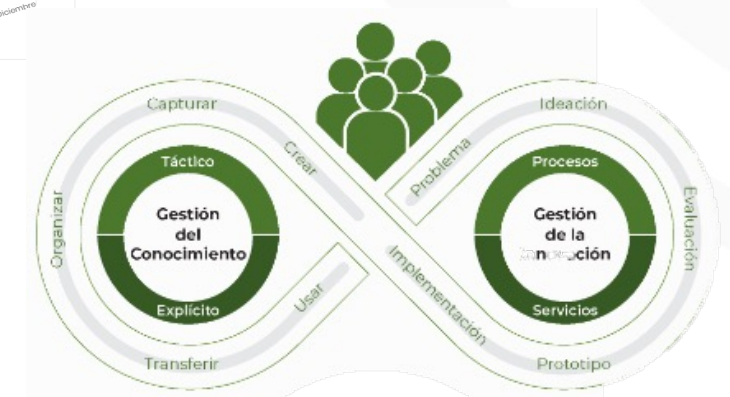 Diciembre
Capturar
Crear
Organizar
Táctico
Gestión
del
Conocimiento
Explícito
Usar
Transferir
Problema
Ideación
Evaluación
Procesos
Gestión
de la
Servicios
Implementación
Prototipo